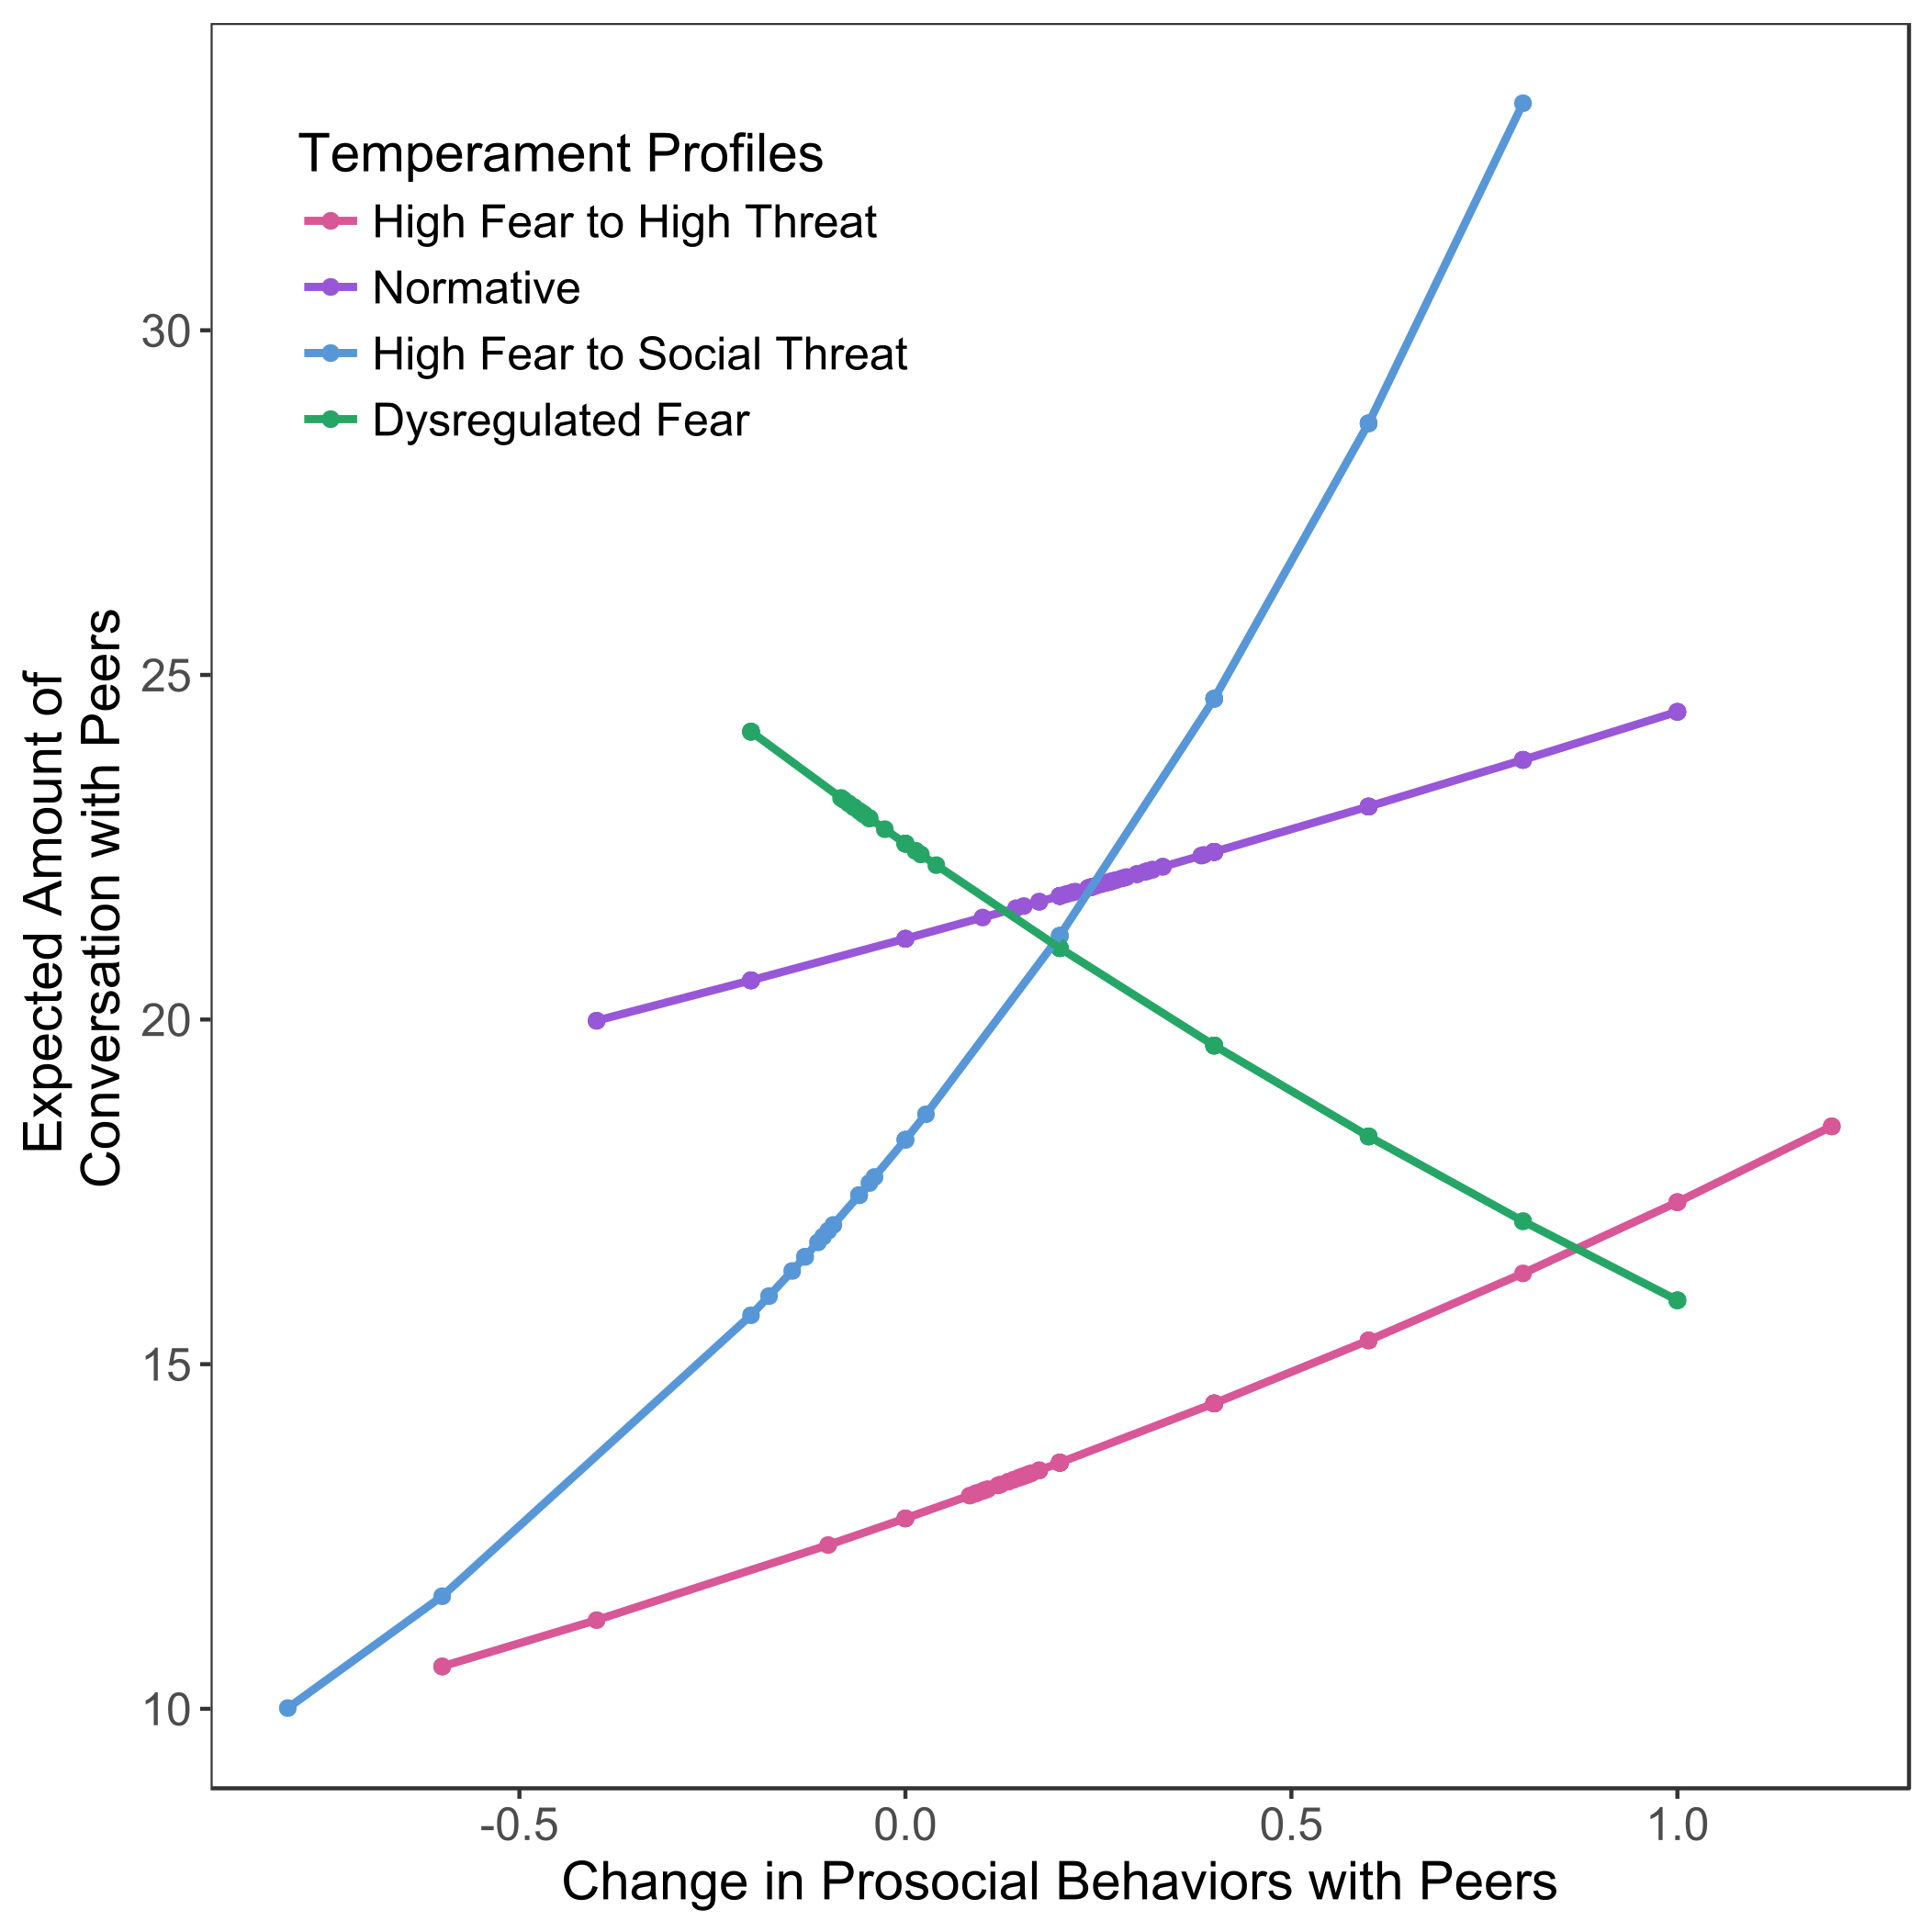 Temperament Profiles
High Fear to High Threat
Normative
High Fear to Social Threat
Dysregulated Fear
Expected Amount of
Conversation with Peers
30
25
20
15
10
-0.5 0.0 0.5 1.0
Change in Prosocial Behaviors with Peers